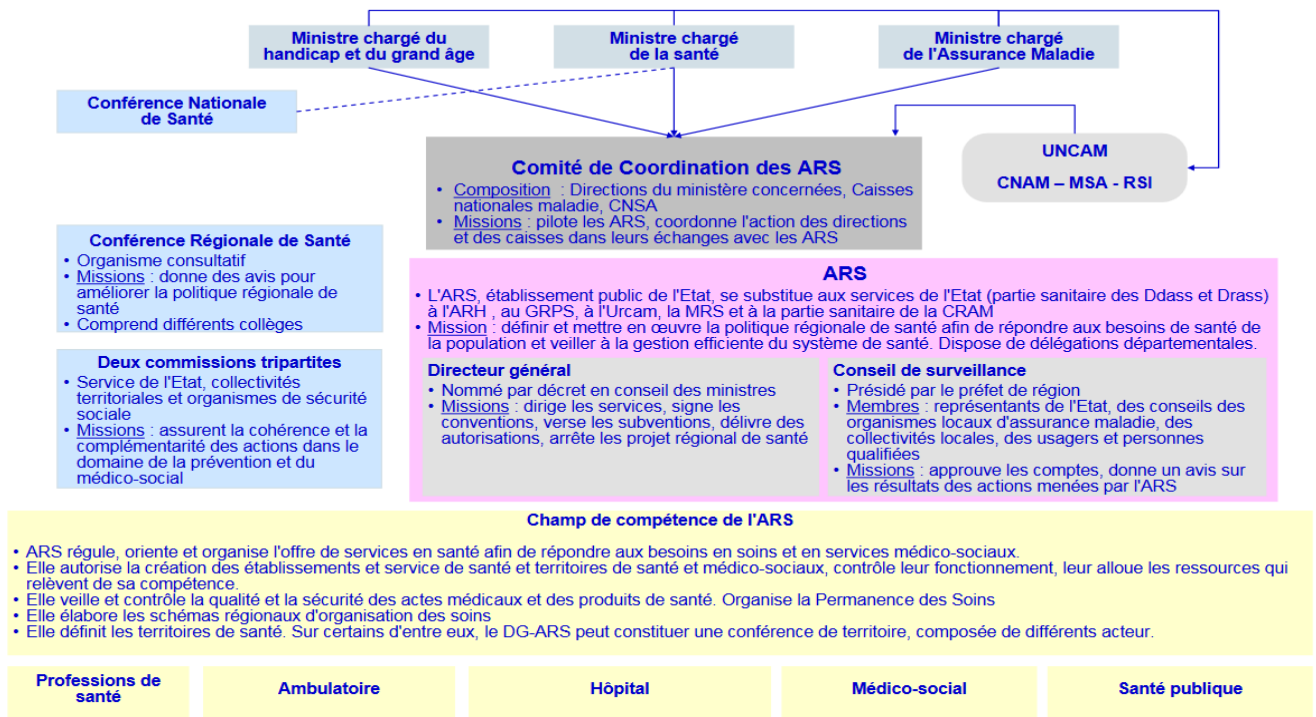 Ministre chargé du
handicap et du grand âge
Ministre chargé
de la santé
Ministre chargé
de l'Assurance Maladie
Conférence Nationale
de Santé
UNCAM
CNAM – MSA - RSI
Comité de Coordination des ARS
• Composition : Directions du ministère concernées, Caisses
nationales maladie, CNSA
• Missions : pilote les ARS, coordonne l'action des directions
et des caisses dans leurs échanges avec les ARS
Conférence Régionale de Santé
• Organisme consultatif
• Missions : donne des avis pour
améliorer la politique régionale de
santé
• Comprend différents collèges
Deux commissions tripartites
• Service de l'Etat, collectivités
territoriales et organismes de sécurité
sociale
• Missions : assurent la cohérence et la
complémentarité des actions dans le
domaine de la prévention et du
médico-social
ARS
• L'ARS, établissement public de l'Etat, se substitue aux services de l'Etat (partie sanitaire des Ddass et Drass)
à l'ARH , au GRPS, à l'Urcam, la MRS et à la partie sanitaire de la CRAM
• Mission : définir et mettre en œuvre la politique régionale de santé afin de répondre aux besoins de santé de
la population et veiller à la gestion efficiente du système de santé. Dispose de délégations départementales.
Directeur général
• Nommé par décret en conseil des ministres
• Missions : dirige les services, signe les
conventions, verse les subventions, délivre des
autorisations, arrête les projet régional de santé
Conseil de surveillance
• Présidé par le préfet de région
• Membres : représentants de l'Etat, des conseils des
organismes locaux d'assurance maladie, des
collectivités locales, des usagers et personnes
qualifiées
• Missions : approuve les comptes, donne un avis sur
les résultats des actions menées par l'ARS
Champ de compétence de l'ARS
• ARS régule, oriente et organise l'offre de services en santé afin de répondre aux besoins en soins et en services médico-sociaux.
• Elle autorise la création des établissements et service de santé et territoires de santé et médico-sociaux, contrôle leur fonctionnement, leur alloue les ressources qui
relèvent de sa compétence.
• Elle veille et contrôle la qualité et la sécurité des actes médicaux et des produits de santé. Organise la Permanence des Soins
• Elle élabore les schémas régionaux d'organisation des soins
• Elle définit les territoires de santé. Sur certains d'entre eux, le DG-ARS peut constituer une conférence de territoire, composée de différents acteur.
Professions de
santé
Ambulatoire
Hôpital
Médico-social
Santé publique